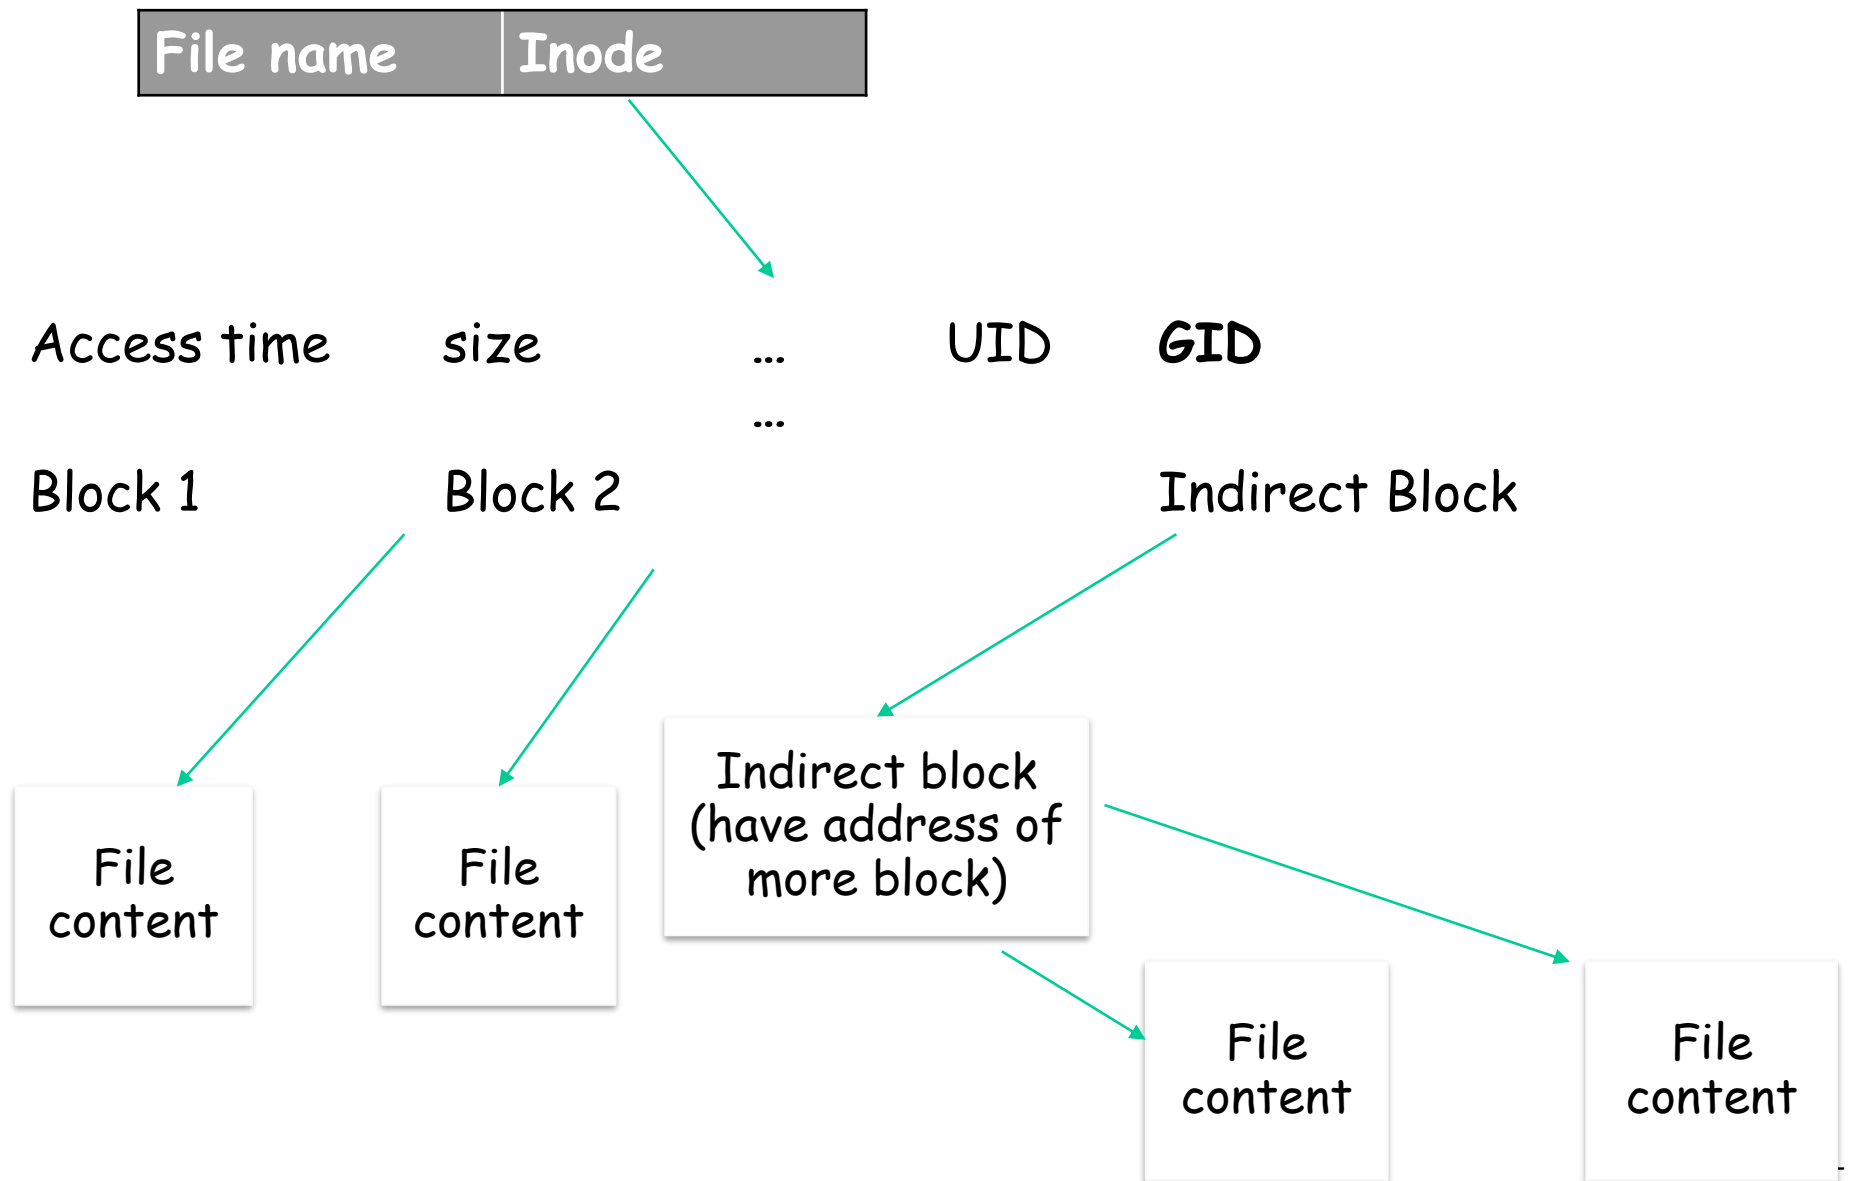 File name Inode
Access time size ... UID GID
...
Block 1 Block 2 Indirect Block
Indirect block
(have address of
more block)
File
content
File
content
File
content
File
content